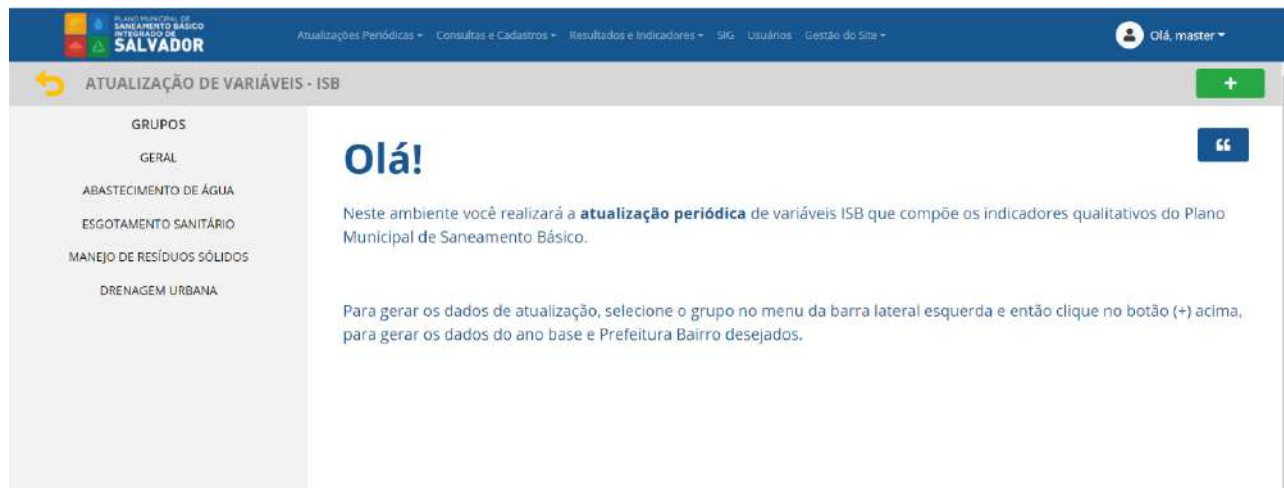 PLANO MUNICIPAL DE
SANEAMENTO BÁSICO
INTEGRADO DE
SALVADOR
Atualizações Periódicas Consultas e Cadastros Resultados e Indicadores SIG Usuários Gestão do Site
Olá, master
ATUALIZAÇÃO DE VARIÁVEIS - ISB
+
GRUPOS
GERAL
ABASTECIMENTO DE ÁGUA
ESGOTAMENTO SANITÁRIO
MANEJO DE RESÍDUOS SÓLIDOS
DRENAGEM URBANA
Olá!
Neste ambiente você realizará a atualização periódica de variáveis ISB que compõe os indicadores qualitativos do Plano
Municipal de Saneamento Básico.
Para gerar os dados de atualização, selecione o grupo no menu da barra lateral esquerda e então clique no botão (+) acima,
para gerar os dados do ano base e Prefeitura Bairro desejados.